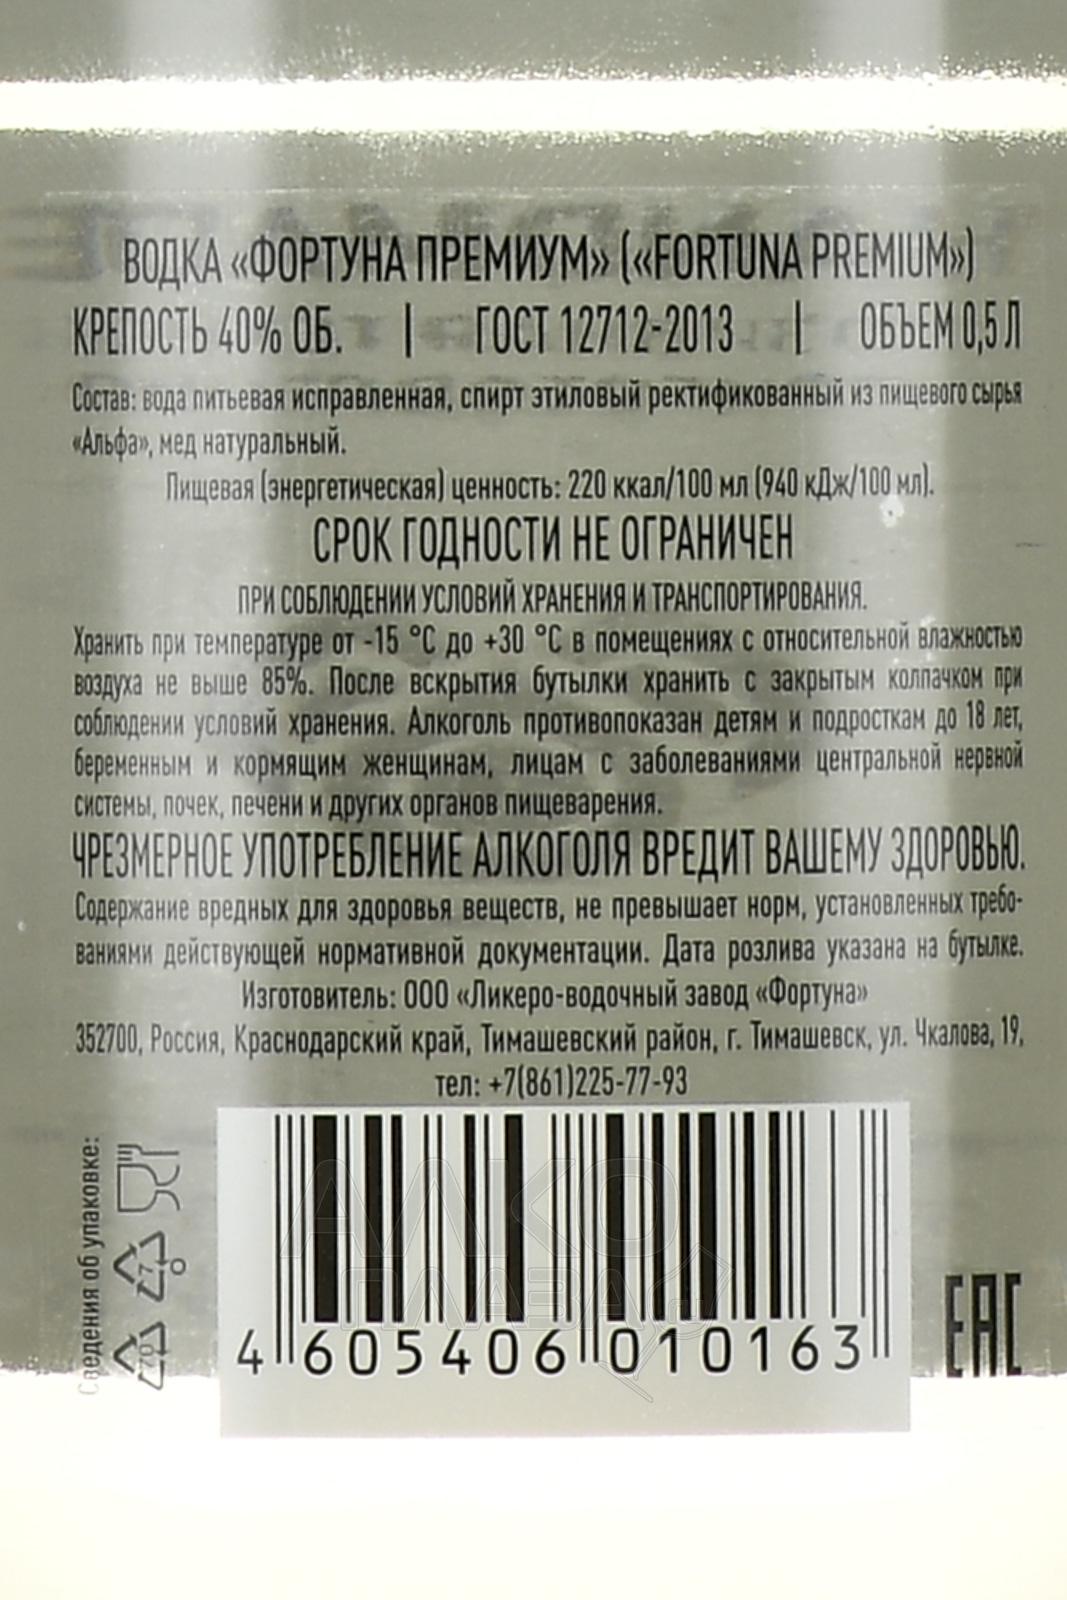 ВОДКА «ФОРТУНА ПРЕМИУМ» («FORTUNA PREMIUM»)
КРЕПОСТЬ 40% ОБ. | ГОСТ 12712-2013 | ОБЪЕМ 0,5 Л
Состав: вода питьевая исправленная, спирт этиловый ректификованный из пищевого сырья
«Альфа», мед натуральный.
Пищевая (энергетическая) ценность: 220 ккал/100 мл (940 кДж/100 мл).
СРОК ГОДНОСТИ НЕ ОГРАНИЧЕН
ПРИ СОБЛЮДЕНИИ УСЛОВИЙ ХРАНЕНИЯ И ТРАНСПОРТИРОВАНИЯ.
Хранить при температуре от -15 °С до +30 °С в помещениях с относительной влажностью
воздуха не выше 85%. После вскрытия бутылки хранить с закрытым колпачком при
соблюдении условий хранения. Алкоголь противопоказан детям и подросткам до 18 лет,
беременным и кормящим женщинам, лицам с заболеваниями центральной нервной
системы, почек, печени и других органов пищеварения.
ЧРЕЗМЕРНОЕ УПОТРЕБЛЕНИЕ АЛКОГОЛЯ ВРЕДИТ ВАШЕМУ ЗДОРОВЬЮ.
Содержание вредных для здоровья веществ, не превышает норм, установленных требо-
ваниями действующей нормативной документации. Дата розлива указана на бутылке.
Изготовитель: ООО «Ликеро-водочный завод «Фортуна»
352700, Россия, Краснодарский край, Тимашевский район, г. Тимашевск, ул. Чкалова, 19,
тел: +7(861)225-77-93
Сведения об упаковке:
7
70
АЛКО
ПЛАЗА
4 605406 010163
ЕАС